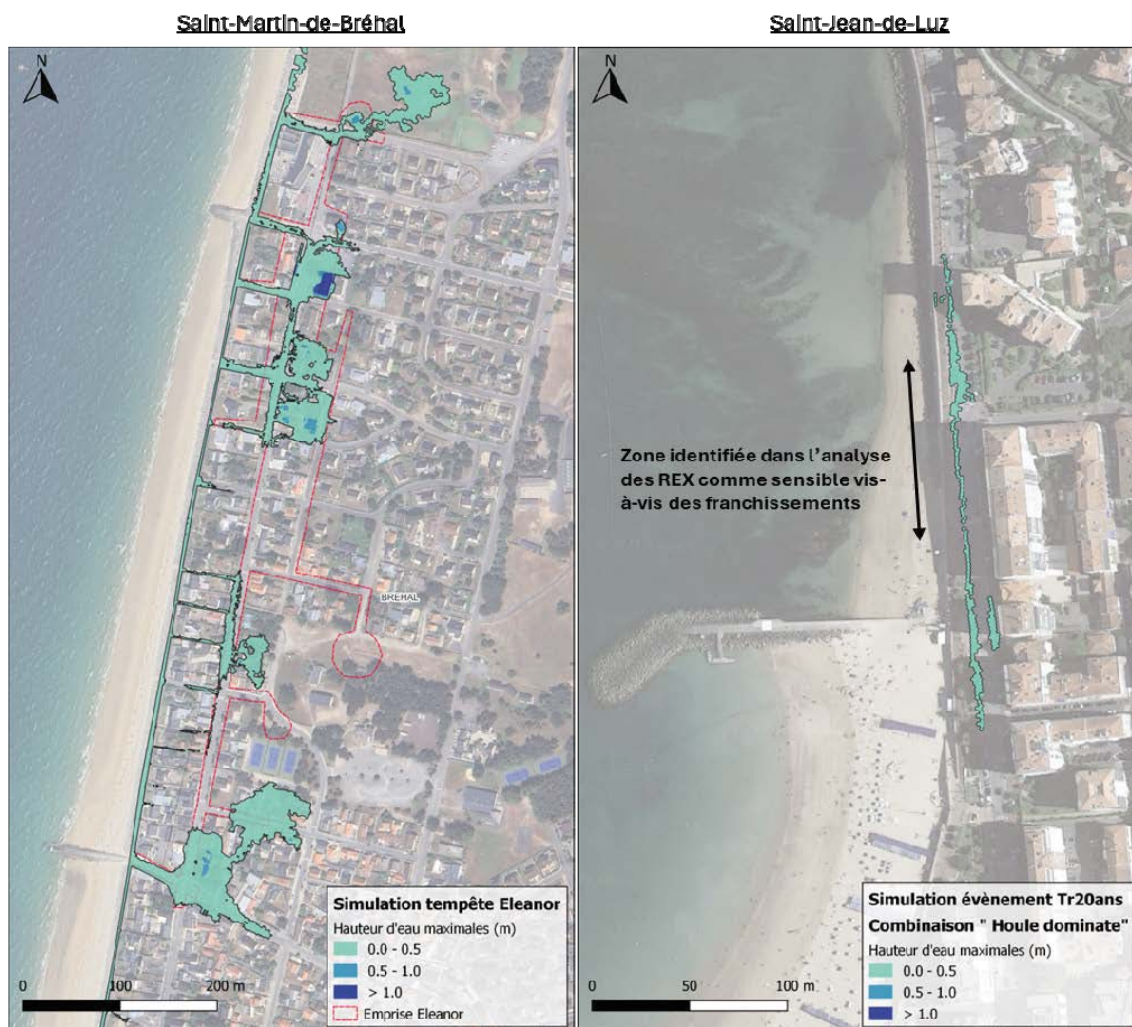 Saint-Martin-de-Bréhal
Saint-Jean-de-Luz
N
N
Zone identifiée dans l'analyse
des REX comme sensible vis-
à-vis des franchissements
BRÉHAL
Simulation tempête Eleanor
Hauteur d'eau maximales (m)
0.0 - 0.5
0.5 - 1.0
> 1.0
Emprise Eleanor
0 100 200 m
Simulation évènement Tr20ans
Combinaison " Houle dominate"
Hauteur d'eau maximales (m)
0.0 - 0.5
0.5 - 1.0
> 1.0
0 50 100 m